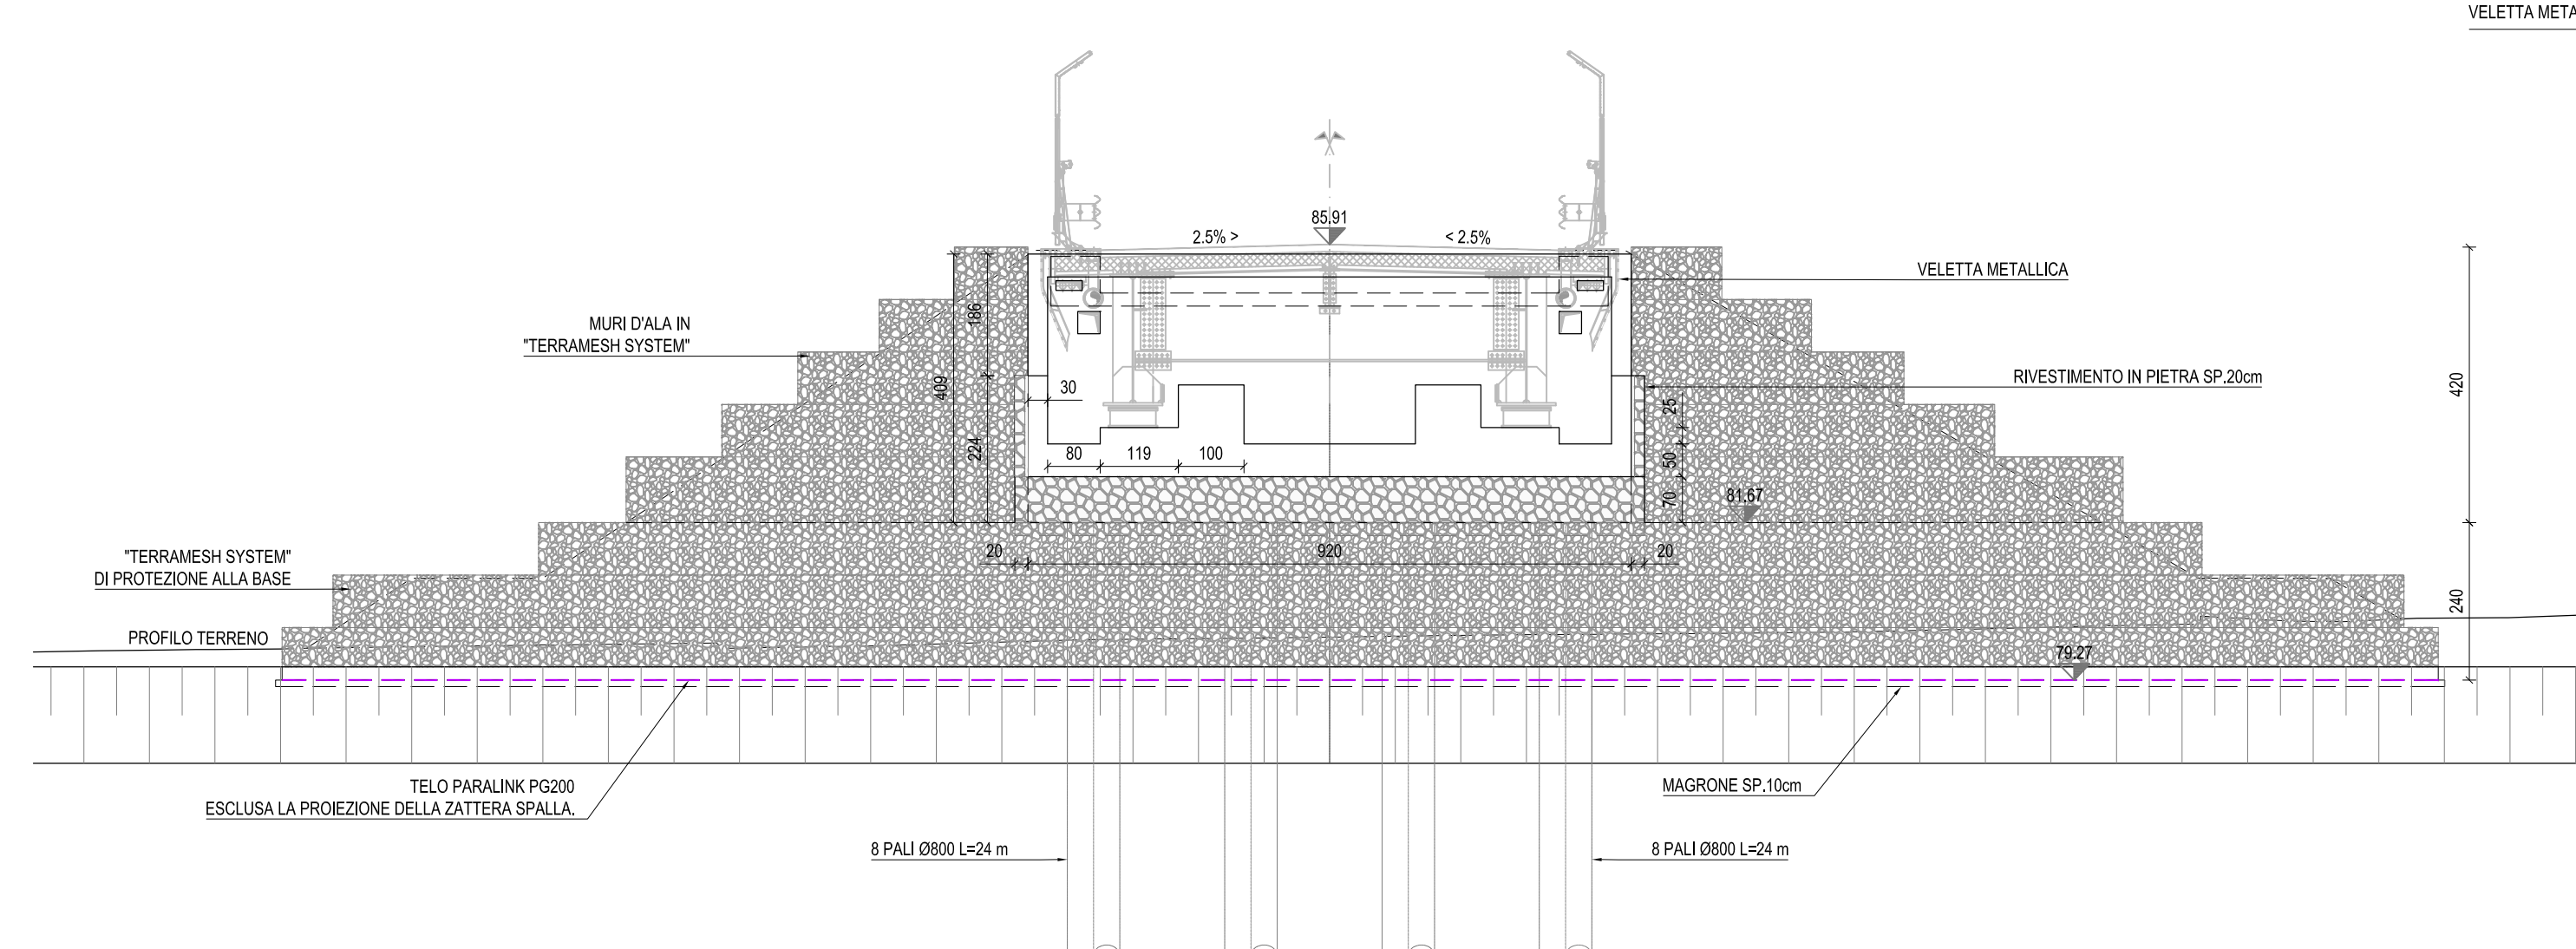 VELETTA META
85.91
2.5% >
< 2.5%
VELETTA METALLICA
MURI D'ALA IN
"TERRAMESH SYSTEM"
186
409
224
30
RIVESTIMENTO IN PIETRA SP.20cm
420
25
50
70
80
119
100
81.67
"TERRAMESH SYSTEM"
DI PROTEZIONE ALLA BASE
20
920
20
240
PROFILO TERRENO
79.27
TELO PARALINK PG200
ESCLUSA LA PROIEZIONE DELLA ZATTERA SPALLA.
MAGRONE SP.10cm
8 PALI Ø800 L=24 m
8 PALI Ø800 L=24 m